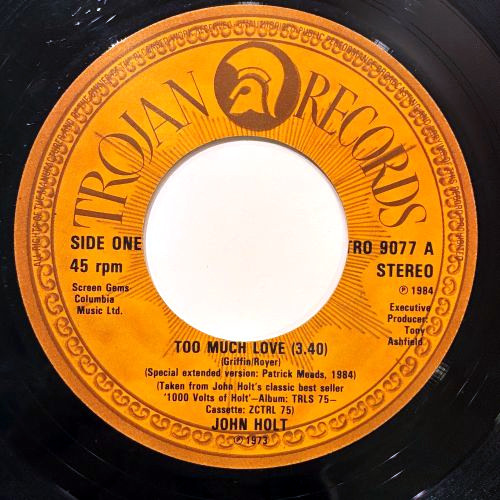 TROJAN RECORDS
SIDE ONE
45 rpm
Screen Gems
Columbia
Music Ltd.
TRO 9077 A
STEREO
℗ 1984
Executive
Producer:
Tony
Ashfield
TOO MUCH LOVE (3.40)
(Griffin/Royer)
(Special extended version: Patrick Meads, 1984)
(Taken from John Holt's classic best seller
'1000 Volts of Holt'–Album: TRLS 75–
Cassette: ZCTRL 75)
JOHN HOLT
℗1973